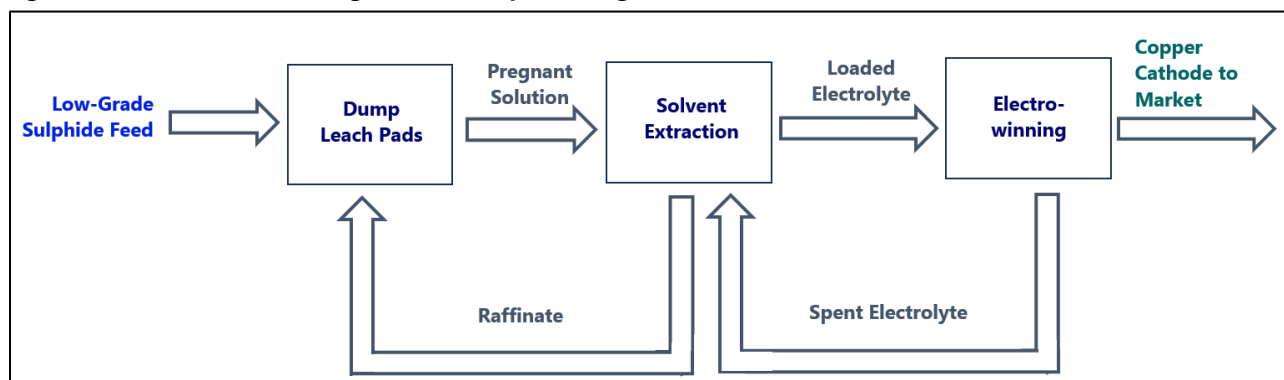 Low-Grade
Sulphide Feed
Dump
Leach Pads
Pregnant
Solution
Solvent
Extraction
Loaded
Electrolyte
Electro-
winning
Copper
Cathode to
Market
Raffinate
Spent Electrolyte